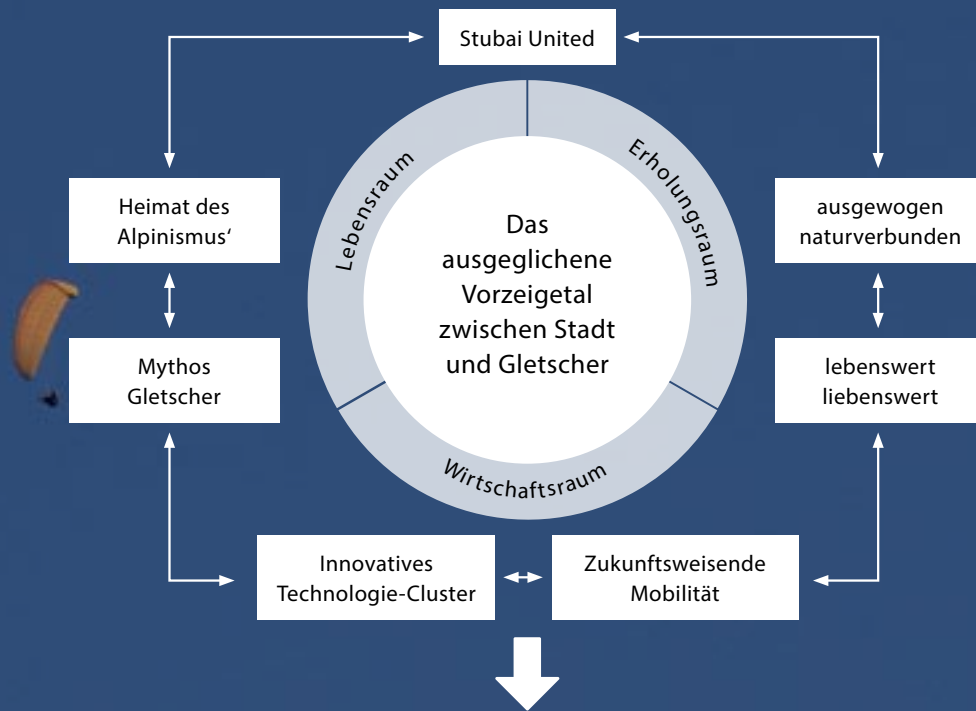 Stubai United
Heimat des
Alpinismus‘
ausgewogen
naturverbunden
Lebensraum
Erholungsraum
Das
ausgeglichene
Vorzeigetal
zwischen Stadt
und Gletscher
Mythos
Gletscher
lebenswert
liebenswert
Wirtschaftsraum
Innovatives
Technologie-Cluster
Zukunftsweisende
Mobilität